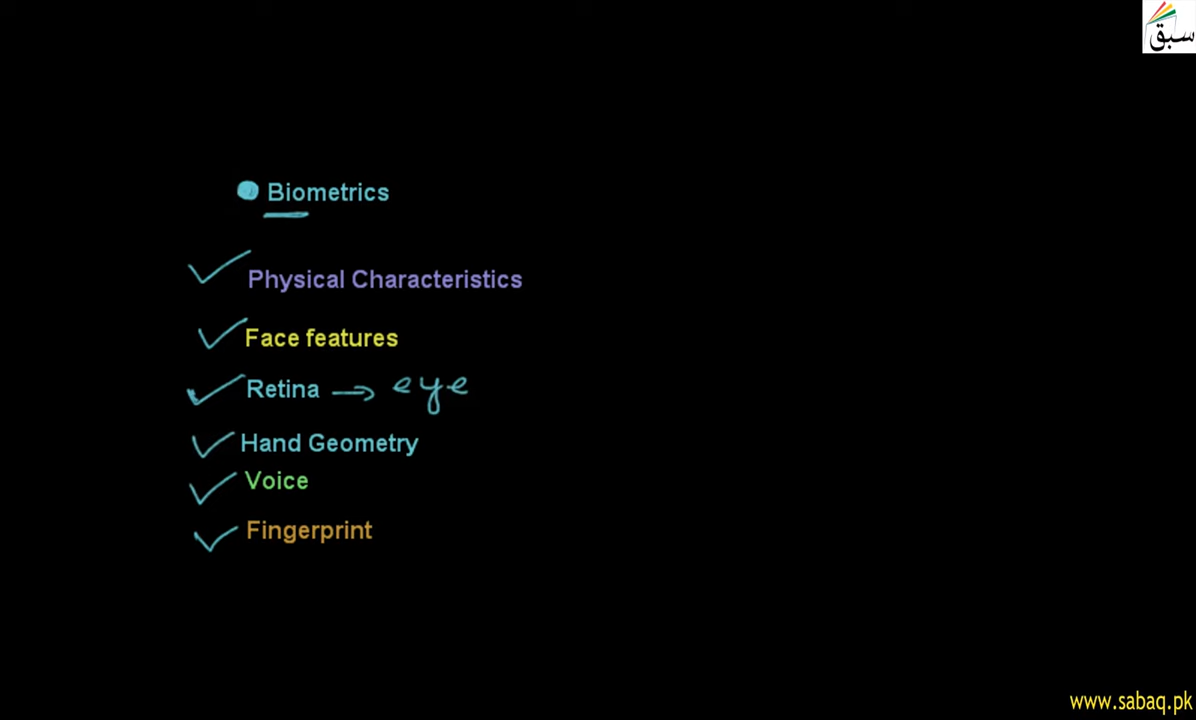 سبق
Biometrics
Physical Characteristics
Face features
Retina → eye
Hand Geometry
Voice
Fingerprint
www.sabaq.pk